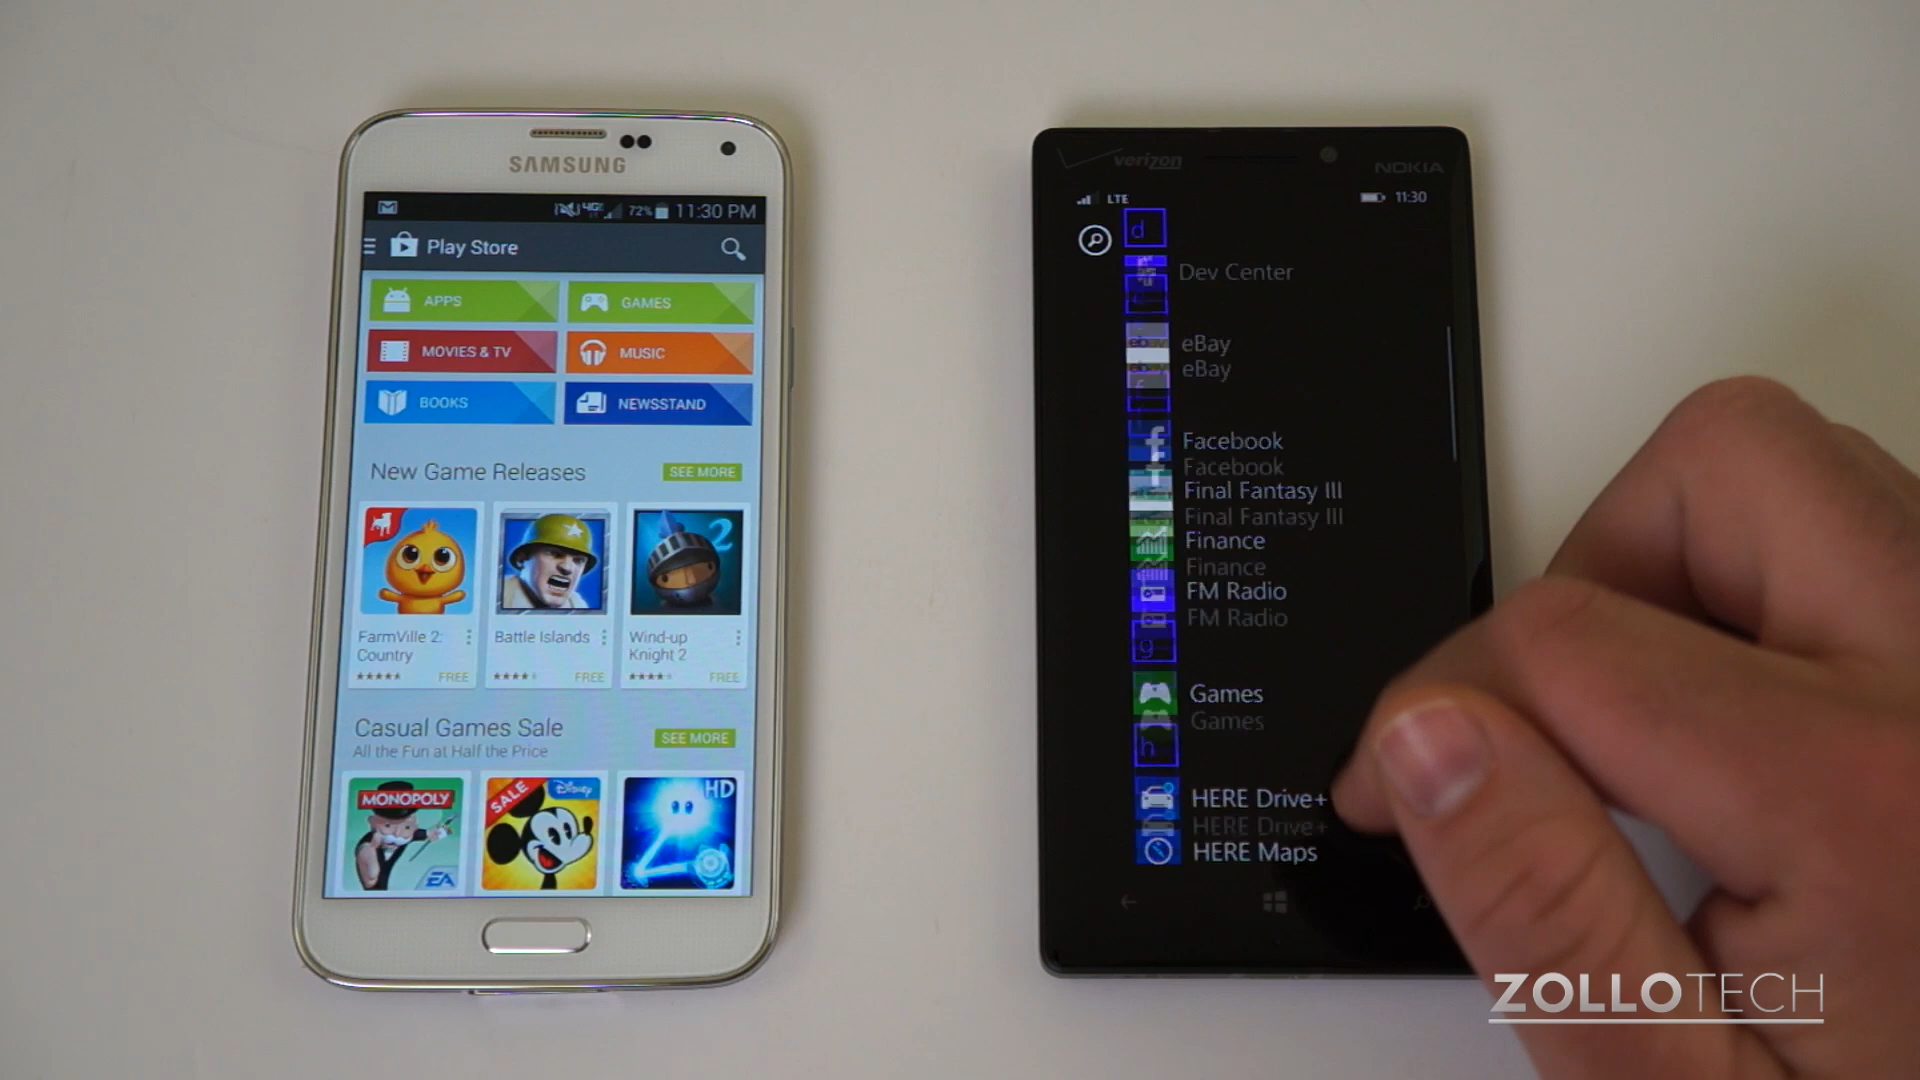 SAMSUNG
4G 72% 11:30 PM
Play Store
APPS
GAMES
MOVIES & TV
MUSIC
BOOKS
NEWSSTAND
New Game Releases
SEE MORE
FarmVille 2:
Country
FREE
Battle Islands
FREE
Wind-up
Knight 2
FREE
Casual Games Sale
SEE MORE
All the Fun at Half the Price
MONOPOLY
EA
SALE
Disney
HD
2
verizon
NOKIA
LTE
11:30
d
Dev Center
eBay
eBay
f
Facebook
Facebook
Final Fantasy III
Final Fantasy III
Finance
Finance
FM Radio
FM Radio
g
Games
Games
h
HERE Drive+
HERE Drive+
HERE Maps
ZOLLOTECH